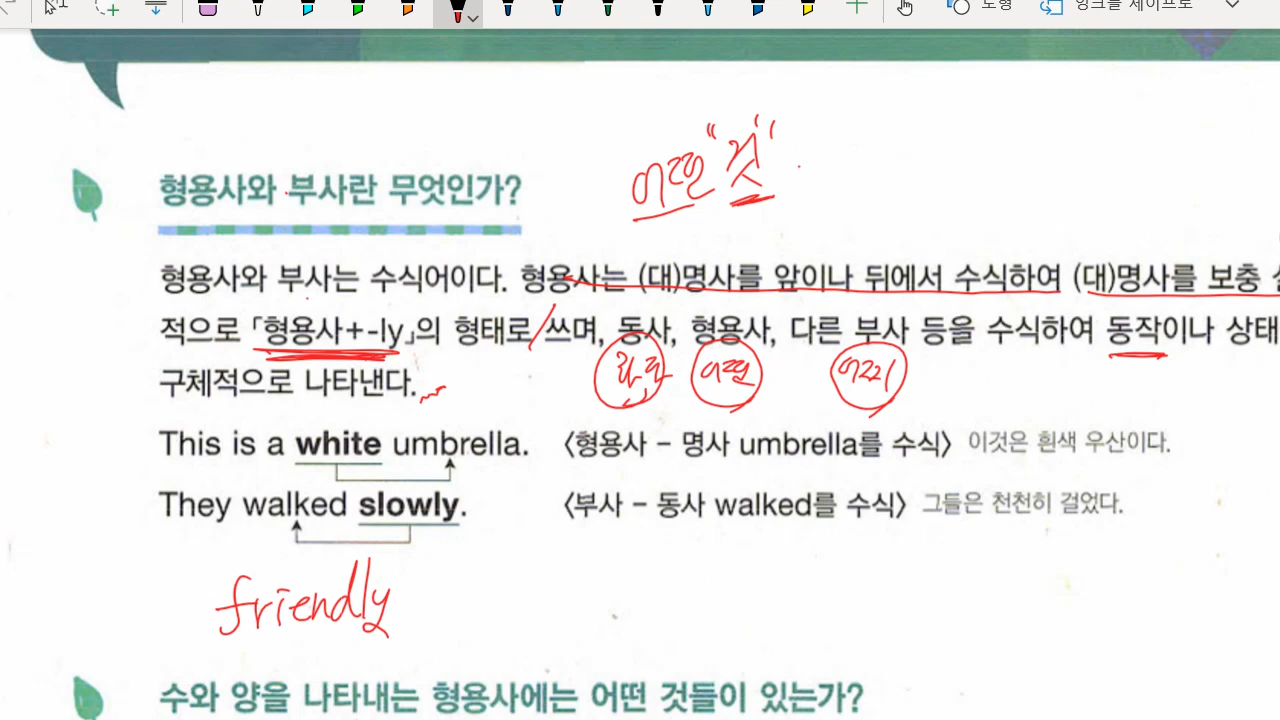 도형
잉크를 셰이프로
어떤 "것"
형용사와 부사란 무엇인가?
형용사와 부사는 수식어이다. 형용사는 (대)명사를 앞이나 뒤에서 수식하여 (대)명사를 보충
적으로 「형용사+-ly」의 형태로 쓰며, 동사, 형용사, 다른 부사 등을 수식하여 동작이나 상태
어떤
구체적으로 나타낸다.
This is a white umbrella. 〈형용사 – 명사 umbrella를 수식〉 이것은 흰색 우산이다.
They walked slowly. 〈부사 – 동사 walked를 수식〉 그들은 천천히 걸었다.
friendly
수와 양을 나타내는 형용사에는 어떤 것들이 있는가?